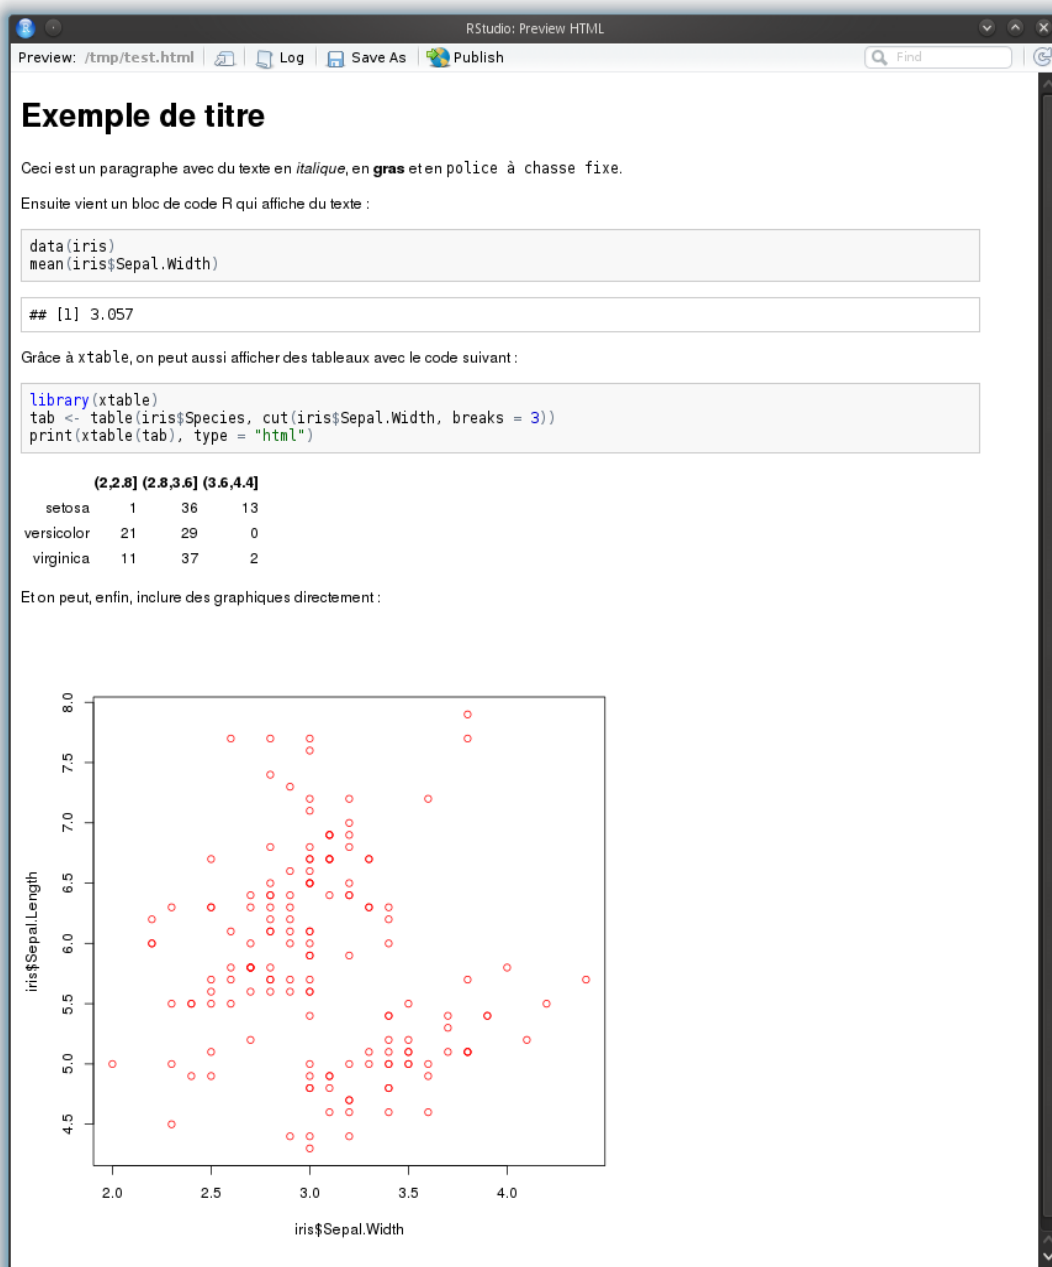 RStudio: Preview HTML
Preview: /tmp/test.html Log Save As Publish Find
Exemple de titre
Ceci est un paragraphe avec du texte en italique, en gras et en police à chasse fixe.
Ensuite vient un bloc de code R qui affiche du texte :
data(iris)
mean(iris$Sepal.Width)
## [1] 3.057
Grâce à xtable, on peut aussi afficher des tableaux avec le code suivant :
library(xtable)
tab <- table(iris$Species, cut(iris$Sepal.Width, breaks = 3))
print(xtable(tab), type = "html")
(2,2.8] (2.8,3.6] (3.6,4.4]
setosa 1 36 13
versicolor 21 29 0
virginica 11 37 2
Et on peut, enfin, inclure des graphiques directement :
8.0
7.5
7.0
6.5
6.0
5.5
5.0
4.5
iris$Sepal.Length
2.0 2.5 3.0 3.5 4.0
iris$Sepal.Width